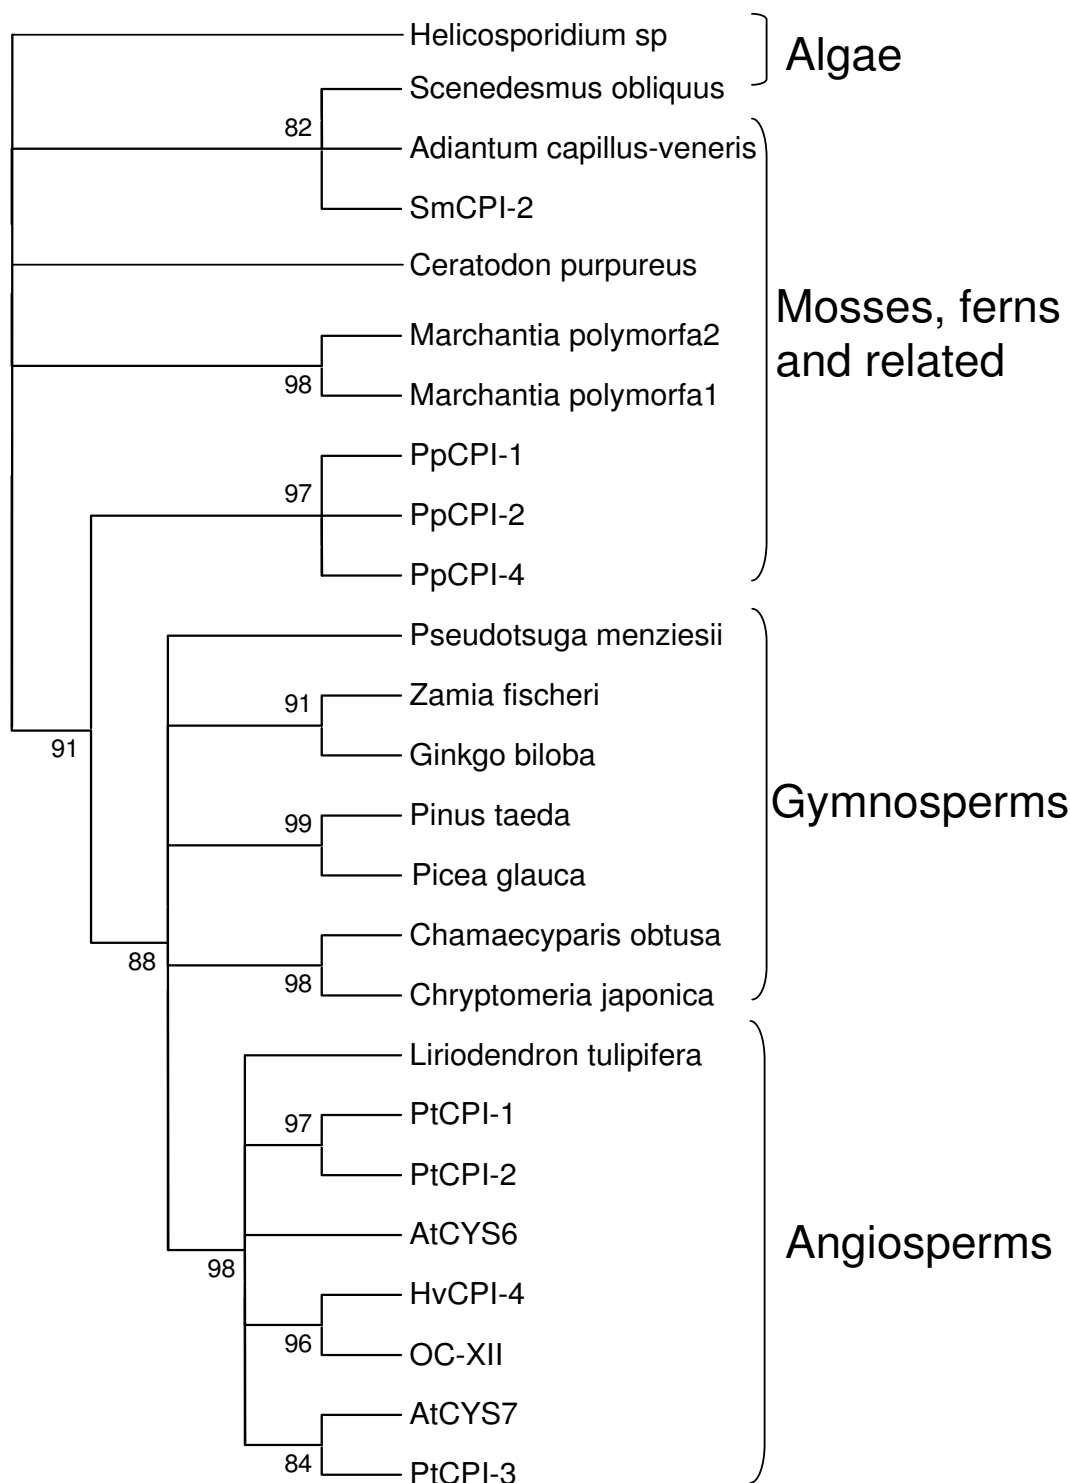 Helicosporidium sp
Algae
Scenedesmus obliquus
82
Adiantum capillus-veneris
SmCPI-2
Ceratodon purpureus
Mosses, ferns
and related
Marchantia polymorfa2
98
Marchantia polymorfa1
PpCPI-1
97
PpCPI-2
PpCPI-4
Pseudotsuga menziesii
91
Zamia fischeri
91
Ginkgo biloba
Gymnosperms
99
Pinus taeda
Picea glauca
Chamaecyparis obtusa
88
98
Chryptomeria japonica
Liriodendron tulipifera
97
PtCPI-1
PtCPI-2
AtCYS6
Angiosperms
98
HvCPI-4
96
OC-XII
AtCYS7
84
PtCPI-3